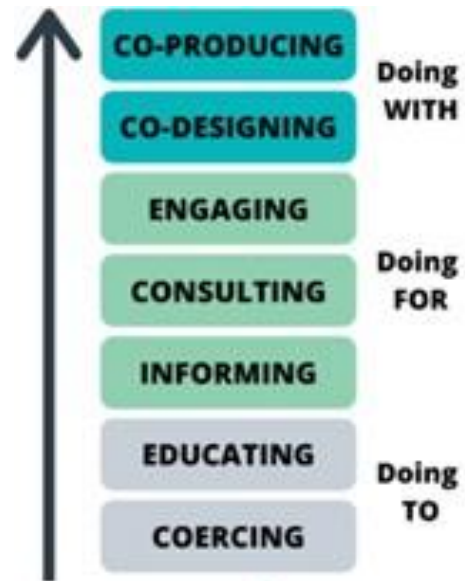 CO-PRODUCING
CO-DESIGNING
Doing
WITH
ENGAGING
CONSULTING
INFORMING
Doing
FOR
EDUCATING
COERCING
Doing
TO